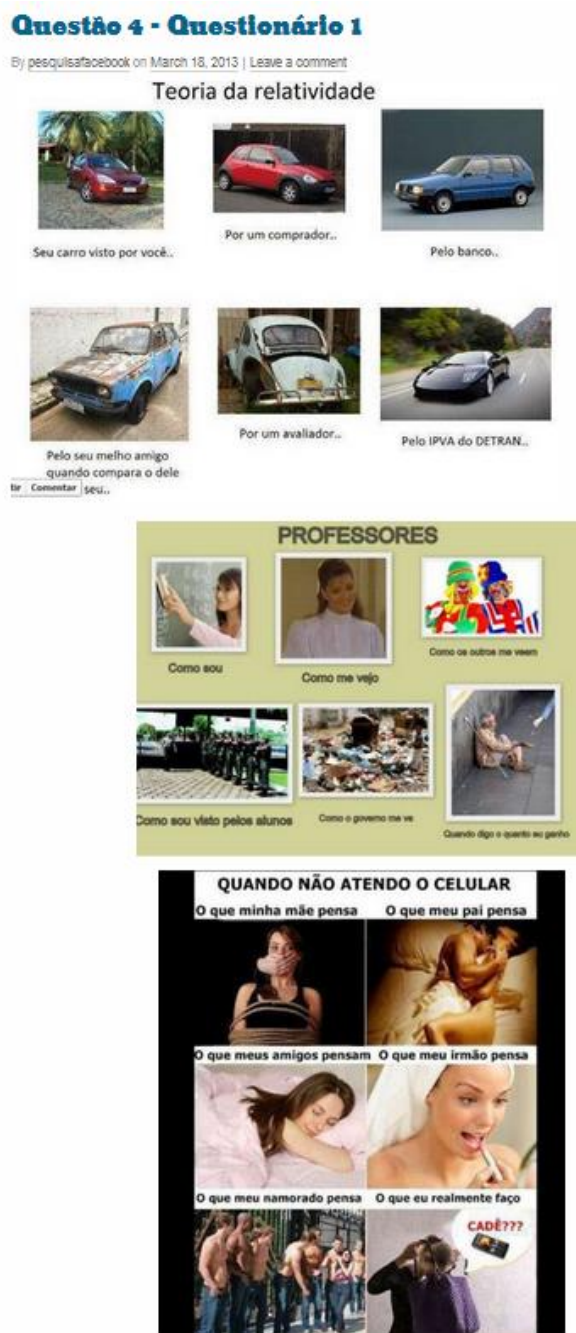 Questão 4 - Questionário 1
By pesquisafacebook on March 18, 2013 | Leave a comment
Teoria da relatividade
Seu carro visto por você..
Por um comprador..
Pelo banco..
Pelo seu melho amigo
quando compara o dele
seu..
tir Comentar
Por um avaliador..
Pelo IPVA do DETRAN..
PROFESSORES
Como sou
Como me vejo
Como os outros me veem
Como sou visto pelos alunos
Como o governo me ve
Quando digo o quanto eu ganho
QUANDO NÃO ATENDO O CELULAR
O que minha mãe pensa
O que meu pai pensa
O que meus amigos pensam
O que meu irmão pensa
O que meu namorado pensa
O que eu realmente faço
CADÊ???